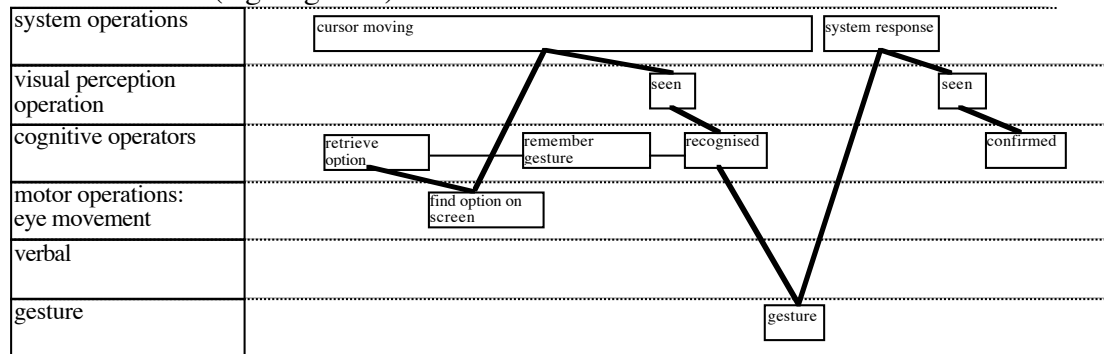 system operations
cursor moving
system response
visual perception
operation
seen
seen
cognitive operators
retrieve
option
remember
gesture
recognised
confirmed
motor operations:
eye movement
find option on
screen
verbal
gesture
gesture